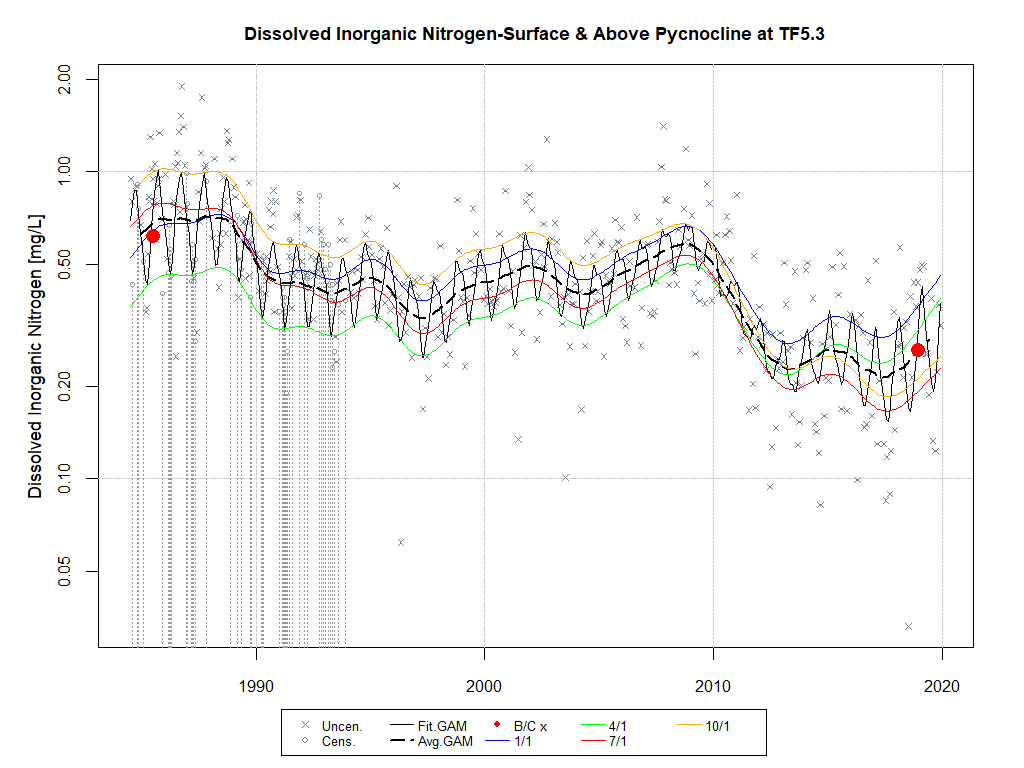 Dissolved Inorganic Nitrogen-Surface & Above Pycnocline at TF5.3
Dissolved Inorganic Nitrogen [mg/L]
2.00
1.00
0.50
0.20
0.10
0.05
1990 2000 2010 2020
Uncen. Fit.GAM B/C x 4/1 10/1
Cens. Avg.GAM 1/1 7/1